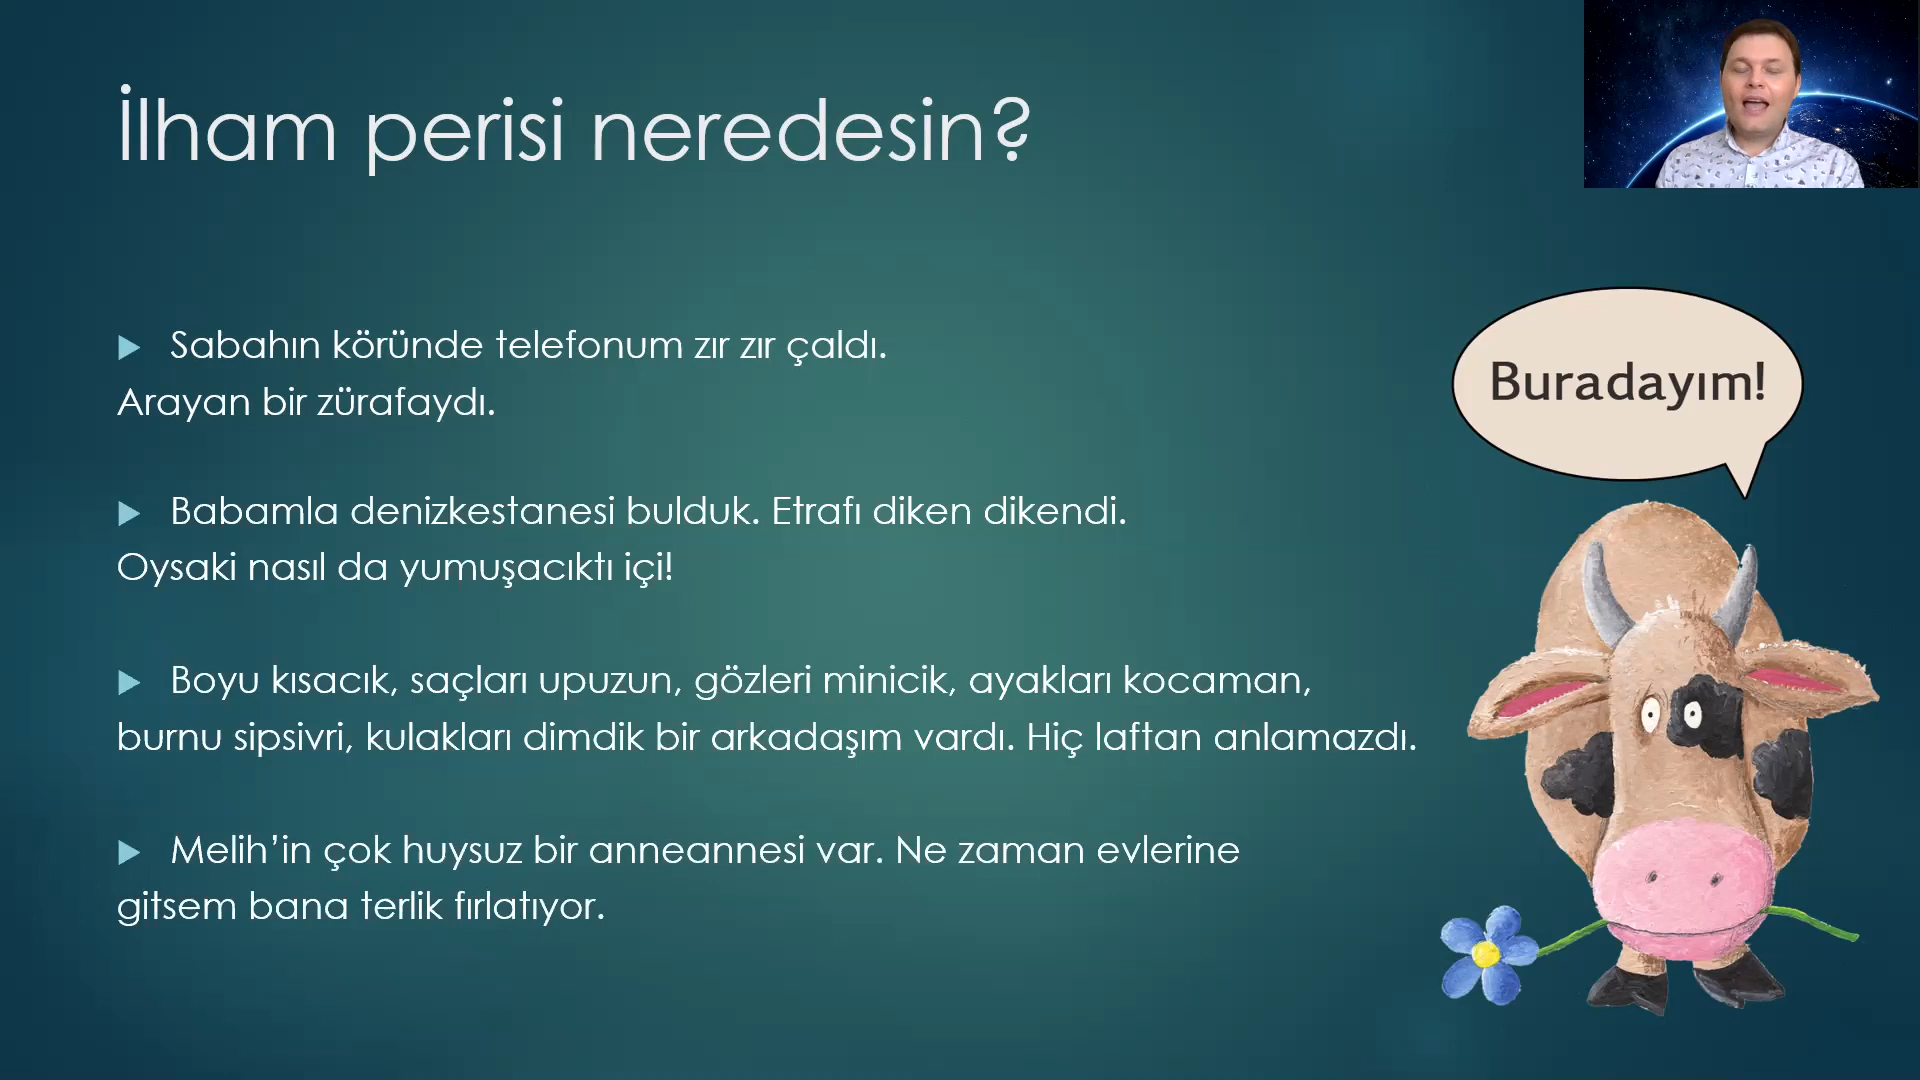 İlham perisi neredesin?
Sabahın köründe telefonum zır zır çaldı.
Arayan bir zürafaydı.
Babamla denizkestanesi bulduk. Etrafı diken dikendi.
Oysaki nasıl da yumuşacıktı içi!
Boyu kısacık, saçları upuzun, gözleri minicik, ayakları kocaman,
burnu sipsivri, kulakları dimdik bir arkadaşım vardı. Hiç laftan anlamazdı.
Melih’in çok huysuz bir anneannesi var. Ne zaman evlerine
gitsem bana terlik fırlatıyor.
Buradayım!